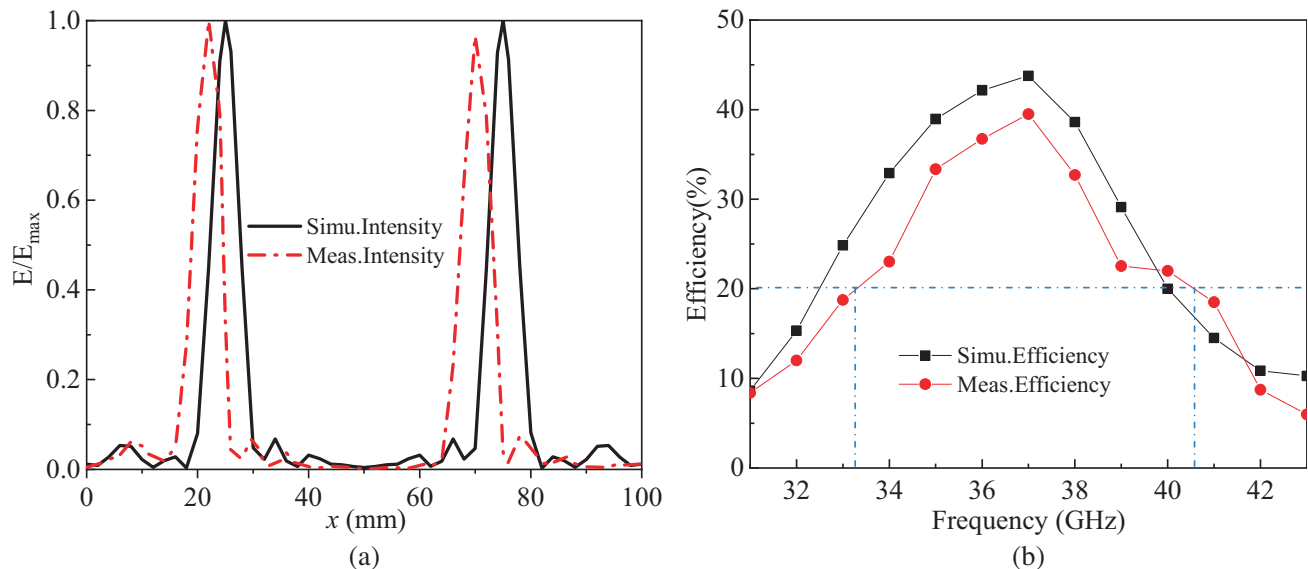 1.0
0.8
0.6
0.4
0.2
0.0
E/Emax
Simu.Intensity
Meas.Intensity
0 20 40 60 80 100
x (mm)
(a)
50
40
30
20
10
0
Efficiency(%)
Simu.Efficiency
Meas.Efficiency
32 34 36 38 40 42
Frequency (GHz)
(b)